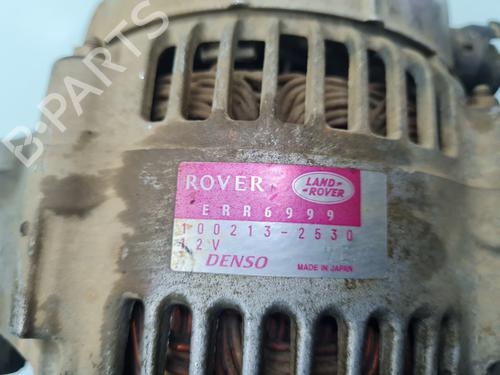 B-PARTS
ROVER
LAND-
ROVER
ERR6999
100213-2530
12V
DENSO
MADE IN JAPAN